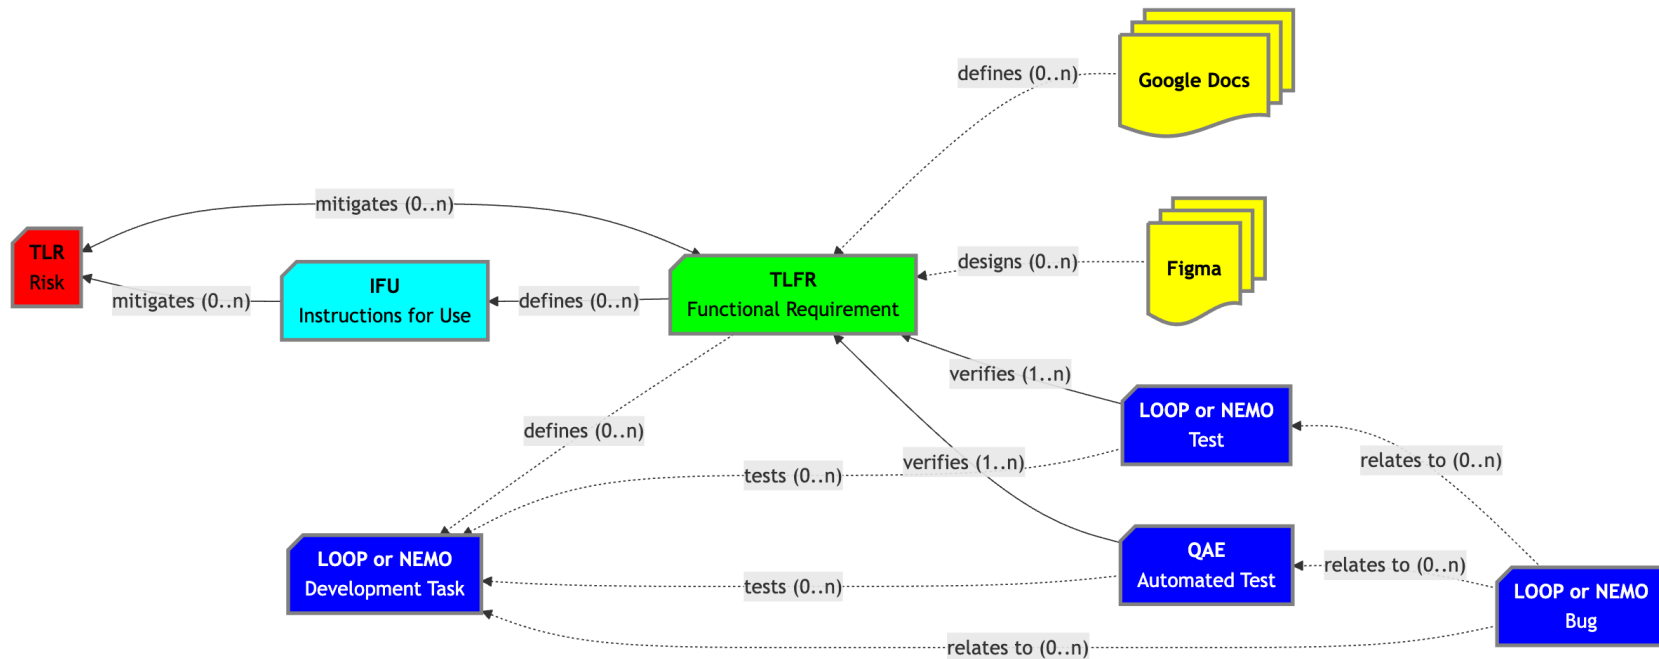 defines (0..n)
Google Docs
mitigates (0..n)
TLR
Risk
mitigates (0..n)
IFU
Instructions for Use
defines (0..n)
TLFR
Functional Requirement
designs (0..n)
Figma
verifies (1..n)
LOOP or NEMO
Test
defines (0..n)
verifies (1..n)
tests (0..n)
relates to (0..n)
LOOP or NEMO
Development Task
tests (0..n)
QAE
Automated Test
relates to (0..n)
LOOP or NEMO
Bug
relates to (0..n)